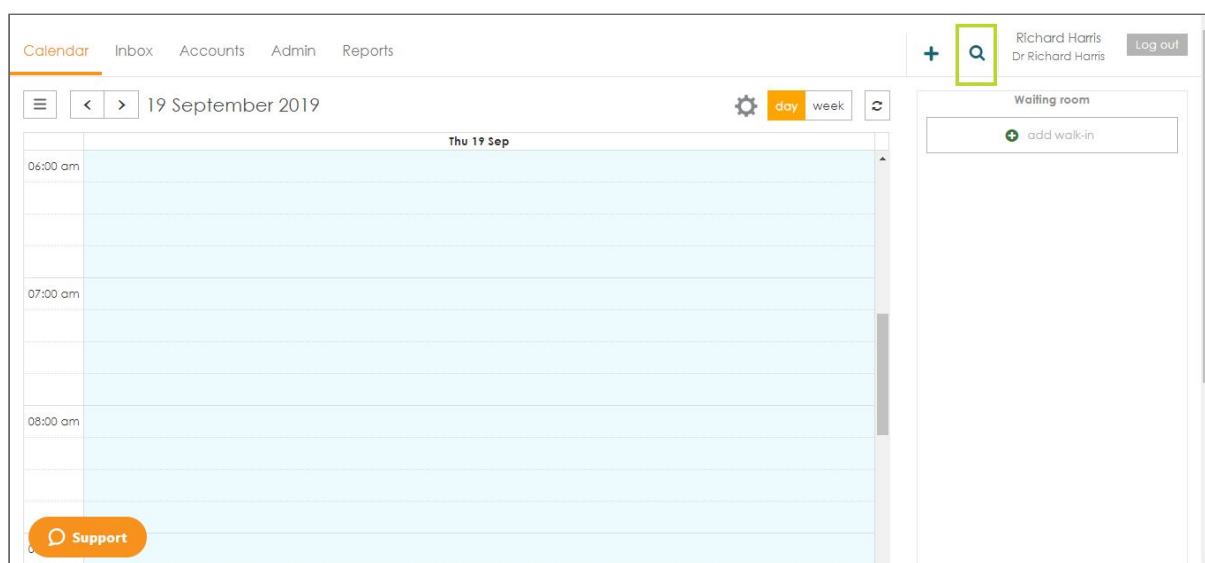 Calendar Inbox Accounts Admin Reports
Richard Harris
Dr Richard Harris
Log out
19 September 2019
day week
Waiting room
add walk-in
Thu 19 Sep
06:00 am
07:00 am
08:00 am
Support